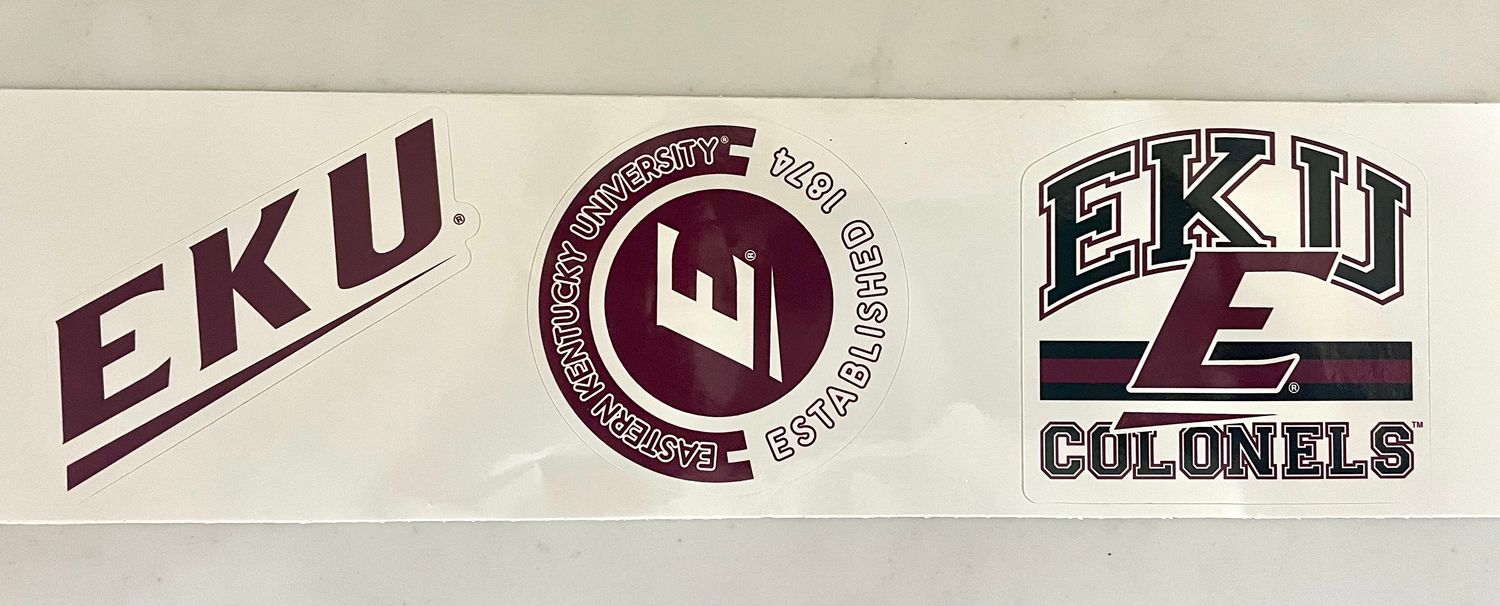 EKU®
EASTERN KENTUCKY UNIVERSITY®
E®
ESTABLISHED 1874
EKU
E®
COLONELS™